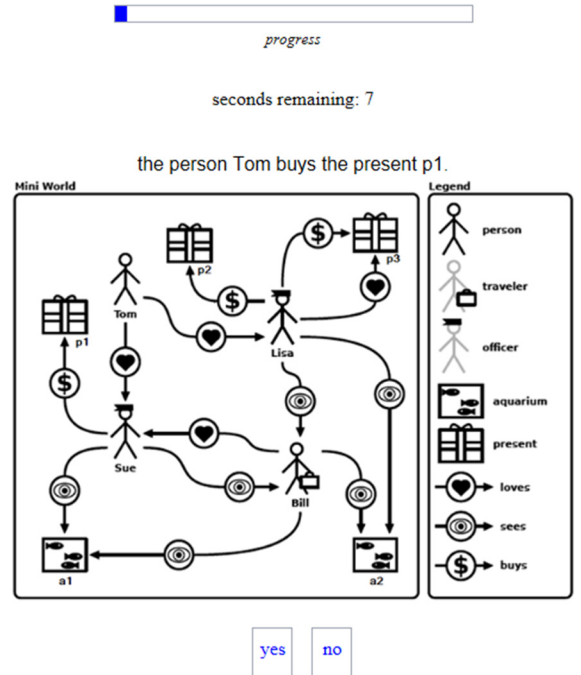 progress
seconds remaining: 7
the person Tom buys the present p1.
Mini World
Legend
person
p2
p3
traveler
Tom
p1
Lisa
officer
aquarium
present
Sue
Bill
loves
sees
a1
a2
buys
yes
no
$
$
$
$